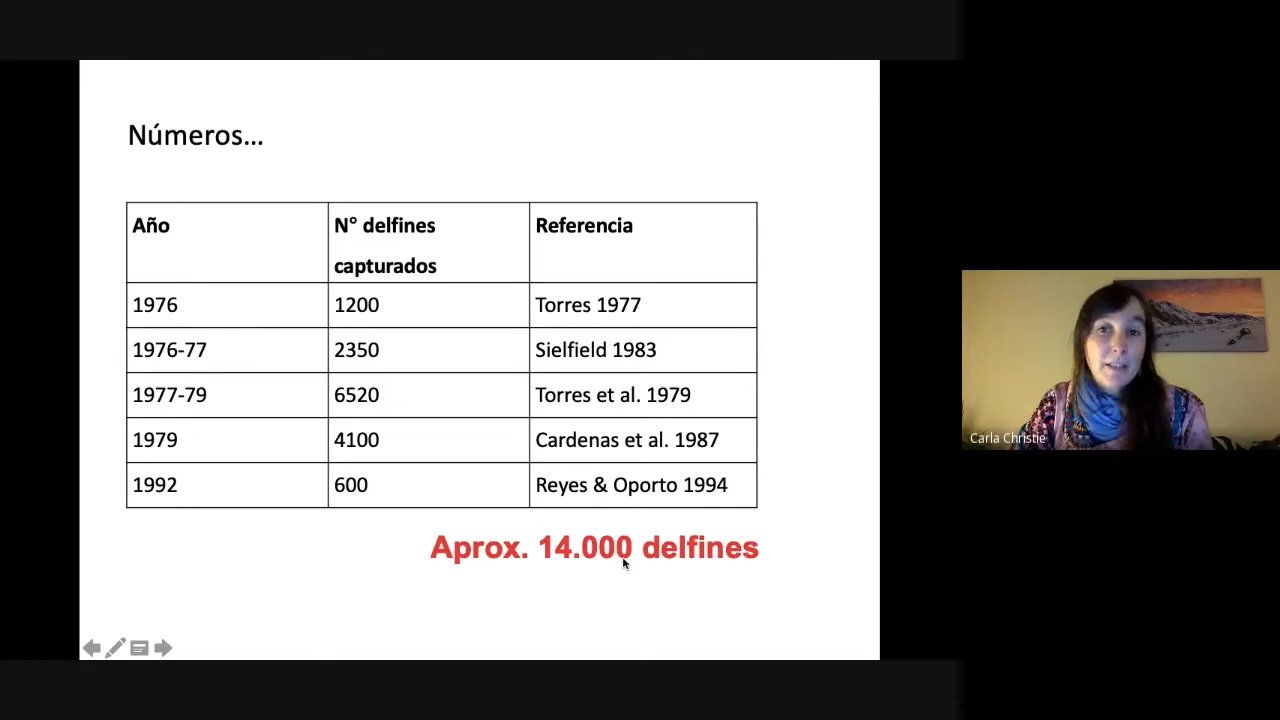 Números...
Año
N° delfines
capturados
Referencia
1976
1200
Torres 1977
1976-77
2350
Sielfield 1983
1977-79
6520
Torres et al. 1979
1979
4100
Cardenas et al. 1987
1992
600
Reyes & Oporto 1994
Aprox. 14.000 delfines
Carla Christie